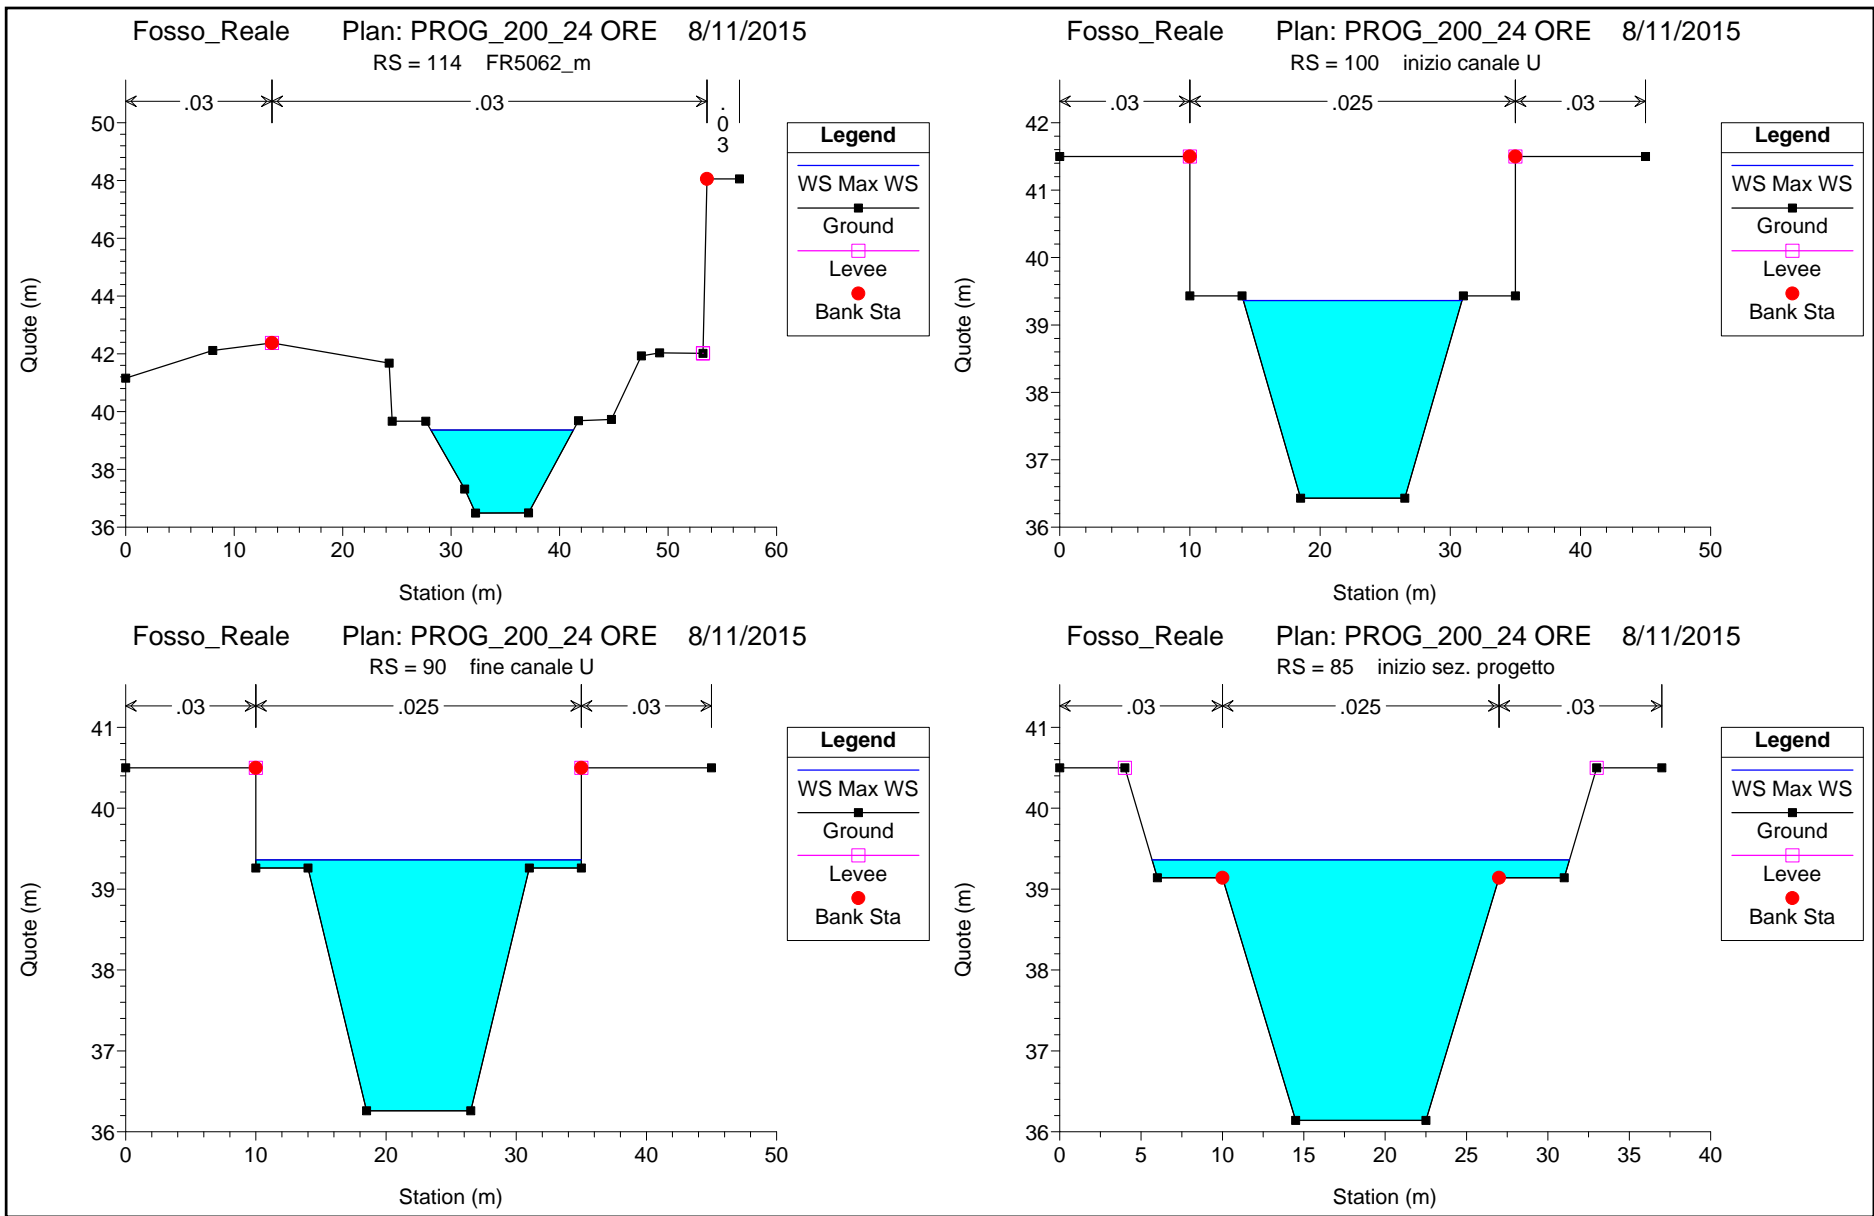 Fosso_Reale Plan: PROG_200_24 ORE 8/11/2015
RS = 114 FR5062_m
.03 .03 .03
50
48
46
44
42
40
38
36
0 10 20 30 40 50 60
Quote (m)
Station (m)
Legend
WS Max WS
Ground
Levee
Bank Sta
Fosso_Reale Plan: PROG_200_24 ORE 8/11/2015
RS = 100 inizio canale U
.03 .025 .03
42
41
40
39
38
37
36
0 10 20 30 40 50
Quote (m)
Station (m)
Legend
WS Max WS
Ground
Levee
Bank Sta
Fosso_Reale Plan: PROG_200_24 ORE 8/11/2015
RS = 90 fine canale U
.03 .025 .03
41
40
39
38
37
36
0 10 20 30 40 50
Quote (m)
Station (m)
Legend
WS Max WS
Ground
Levee
Bank Sta
Fosso_Reale Plan: PROG_200_24 ORE 8/11/2015
RS = 85 inizio sez. progetto
.03 .025 .03
41
40
39
38
37
36
0 5 10 15 20 25 30 35 40
Quote (m)
Station (m)
Legend
WS Max WS
Ground
Levee
Bank Sta